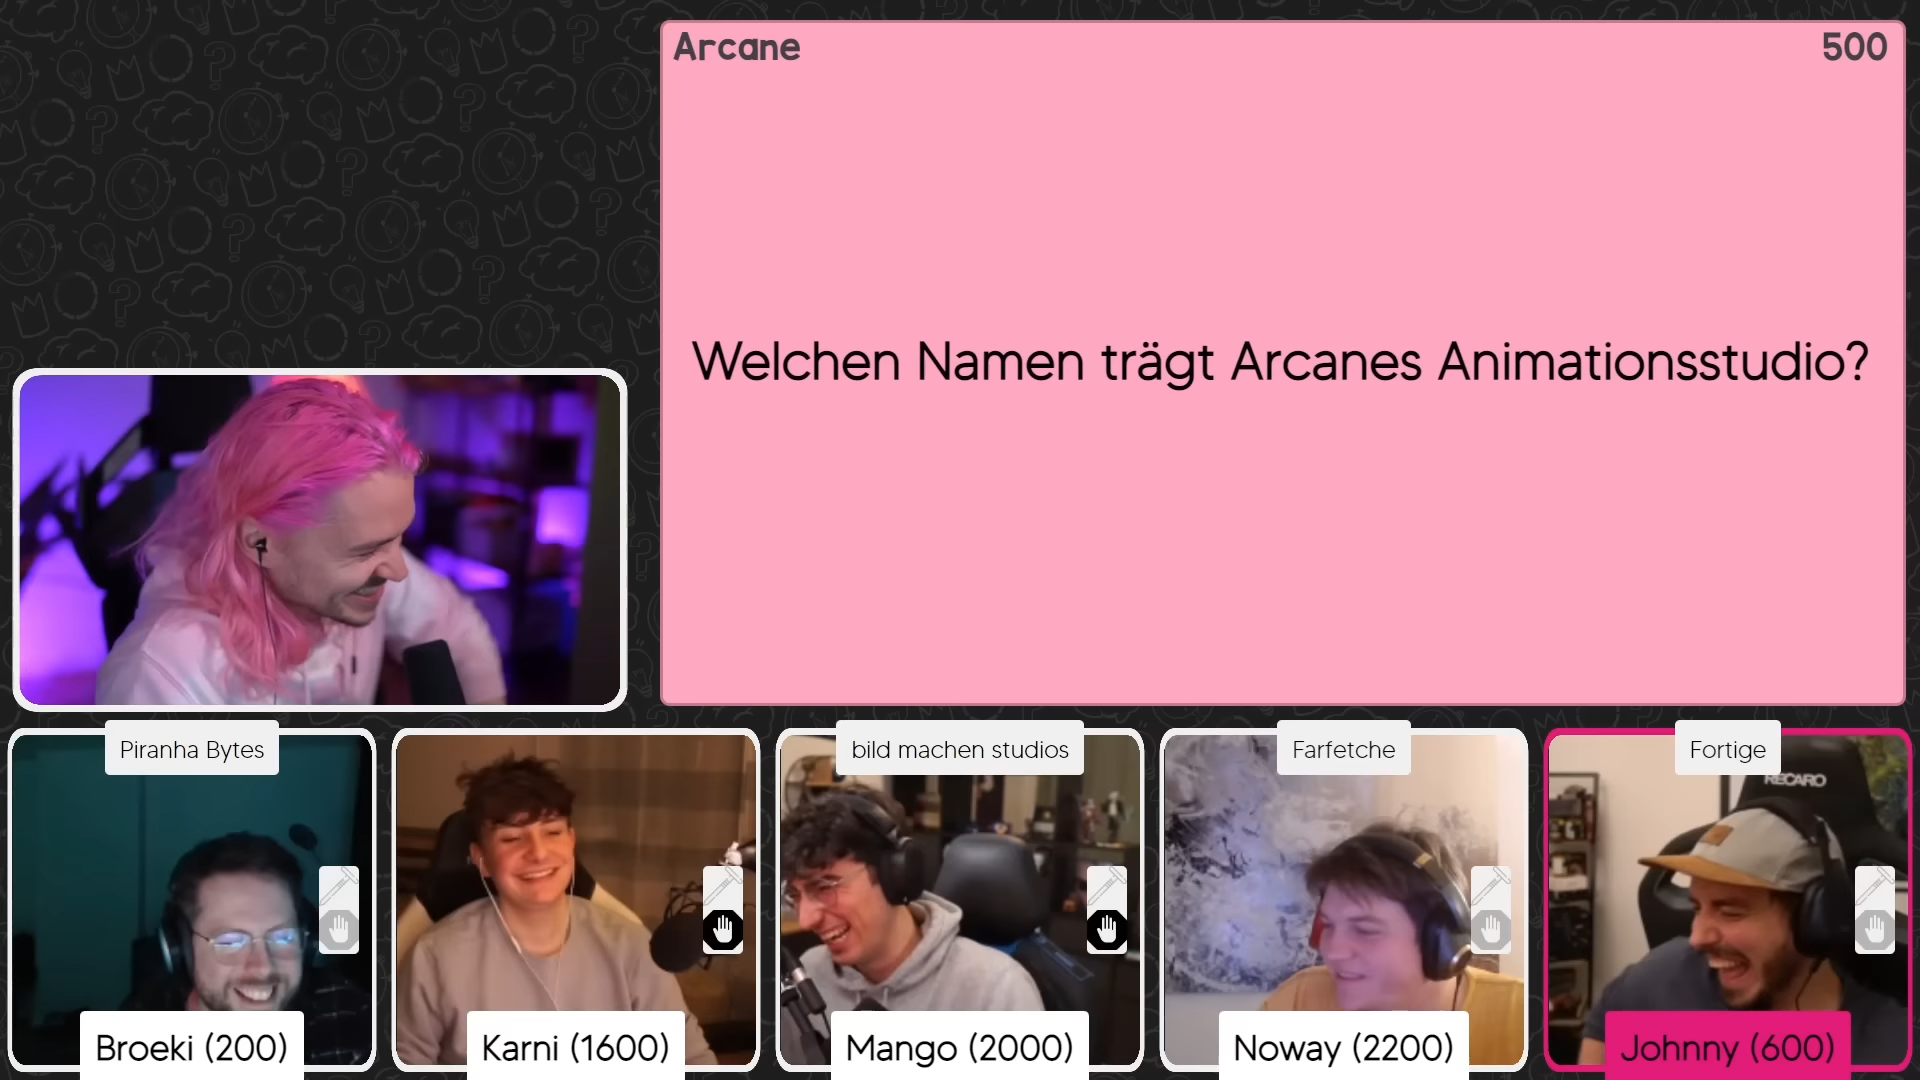 Arcane
500
Welchen Namen trägt Arcanes Animationsstudio?
Piranha Bytes
bild machen studios
Farfetche
Fortige
RECARO
Broeki (200)
Karni (1600)
Mango (2000)
Noway (2200)
Johnny (600)